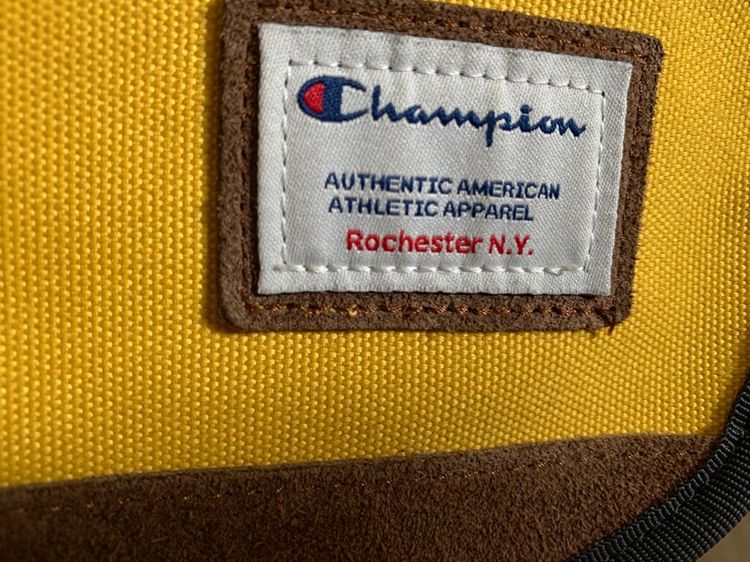 Champion
AUTHENTIC AMERICAN
ATHLETIC APPAREL
Rochester N.Y.